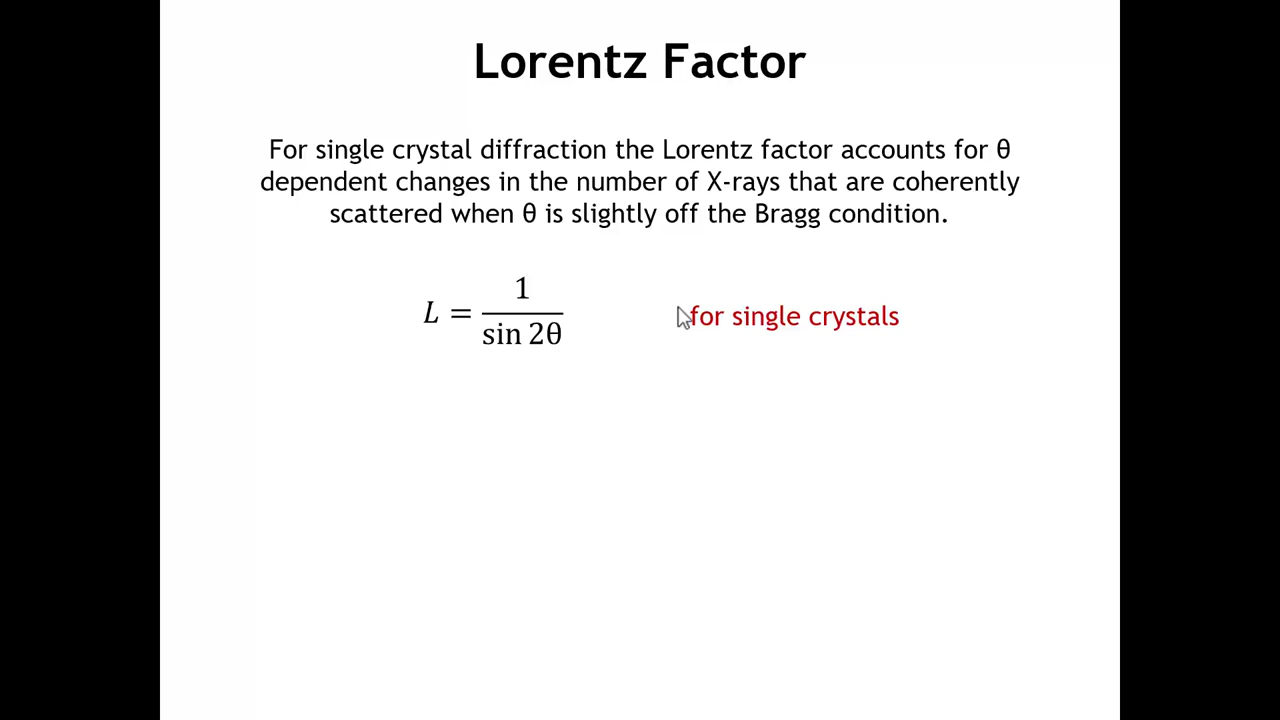 Lorentz Factor
For single crystal diffraction the Lorentz factor accounts for θ
dependent changes in the number of X-rays that are coherently
scattered when θ is slightly off the Bragg condition.
L = 1 / sin 2θ
for single crystals